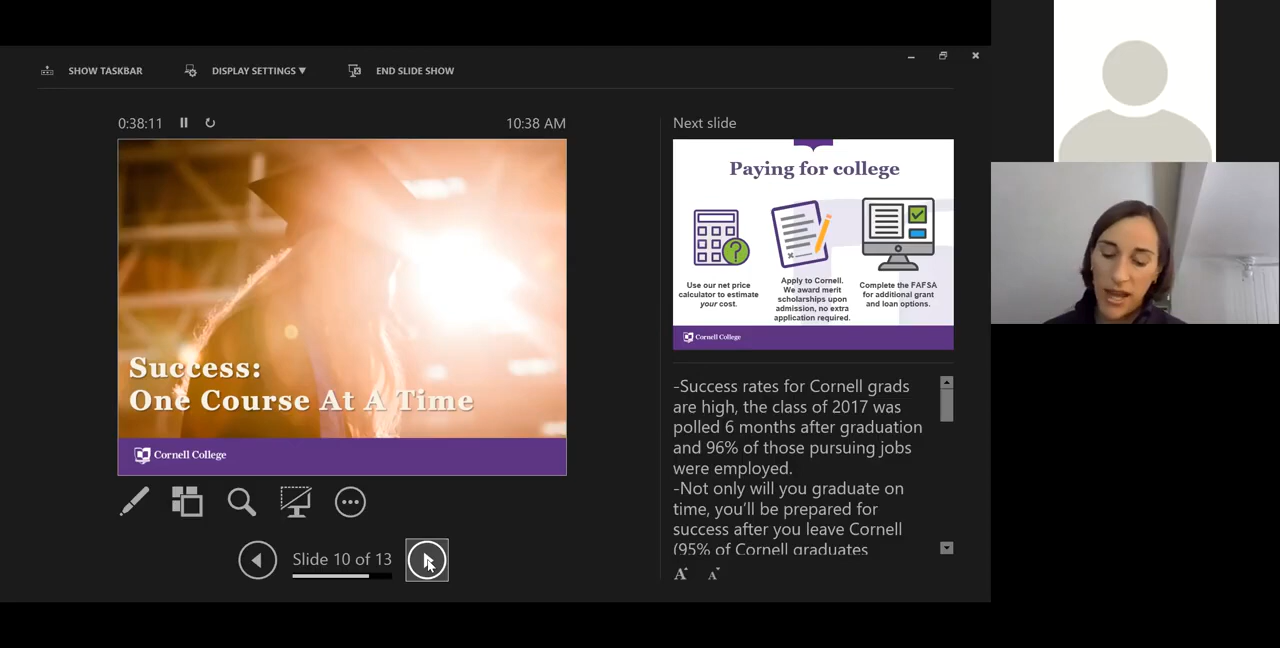 SHOW TASKBAR
DISPLAY SETTINGS ▼
END SLIDE SHOW
0:38:11
10:38 AM
Success:
One Course At A Time
Cornell College
Slide 10 of 13
Next slide
Paying for college
Use our net price
calculator to estimate
your cost.
Apply to Cornell.
We award merit
scholarships upon
admission, no extra
application required.
Complete the FAFSA
for additional grant
and loan options.
Cornell College
-Success rates for Cornell grads
are high, the class of 2017 was
polled 6 months after graduation
and 96% of those pursuing jobs
were employed.
-Not only will you graduate on
time, you'll be prepared for
success after you leave Cornell
(95% of Cornell graduates
A A